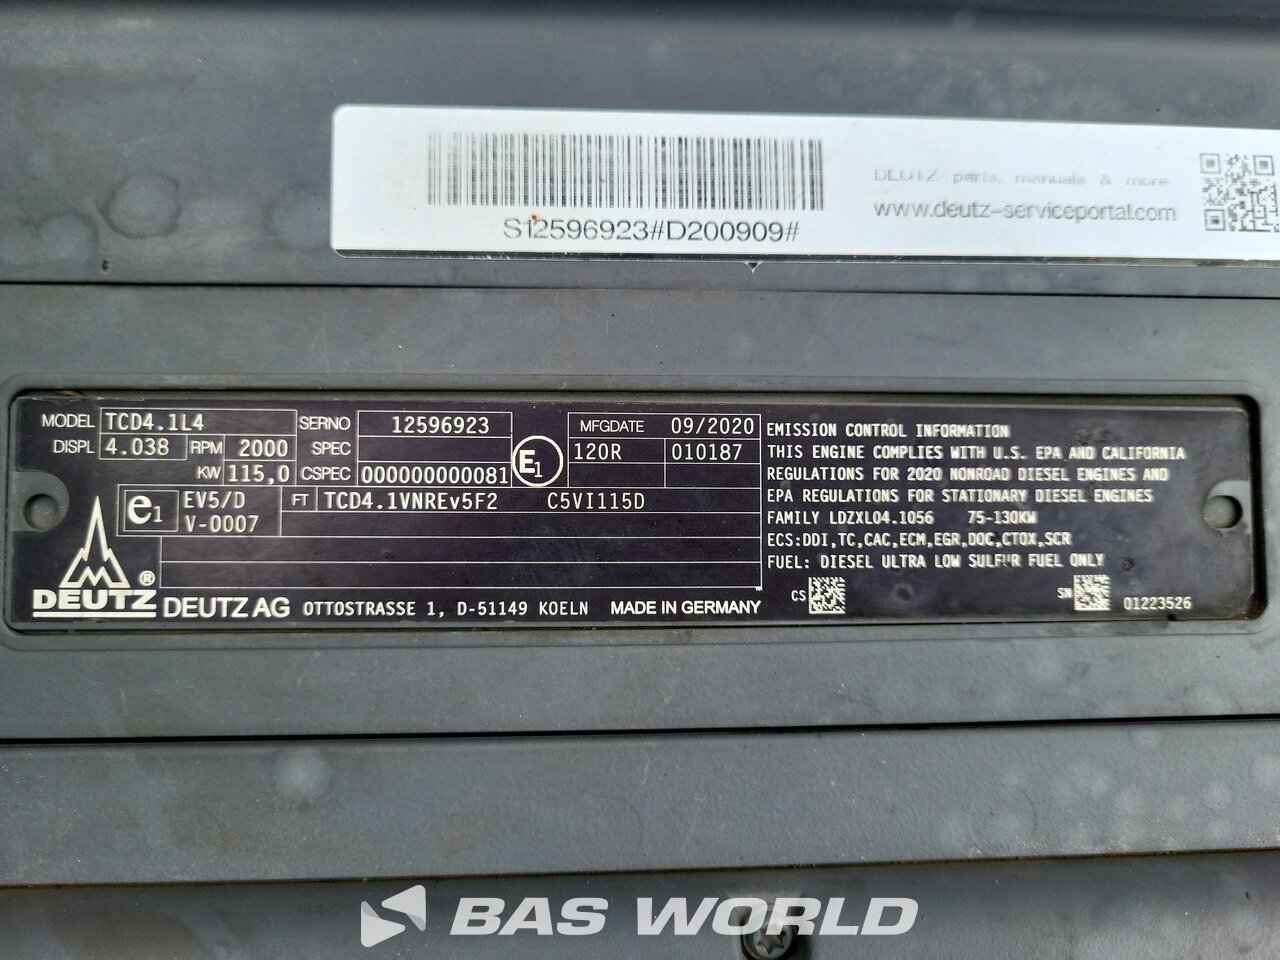 S12596923#D200909#
DEUTZ parts, manuals & more
www.deutz-serviceportal.com
MODEL TCD4.1L4 SERNO 12596923 MFGDATE 09/2020
DISPL 4.038 RPM 2000 SPEC 120R 010187
KW 115,0 CSPEC 000000000081 E1
e1 EV5/D FT TCD4.1VNREv5F2 C5VI115D
V-0007
EMISSION CONTROL INFORMATION
THIS ENGINE COMPLIES WITH U.S. EPA AND CALIFORNIA
REGULATIONS FOR 2020 NONROAD DIESEL ENGINES AND
EPA REGULATIONS FOR STATIONARY DIESEL ENGINES
FAMILY LDZXL04.1056 75-130KW
ECS:DDI,TC,CAC,ECM,EGR,DOC,CTOX,SCR
FUEL: DIESEL ULTRA LOW SULFUR FUEL ONLY
CS SN 01223526
®
DEUTZ DEUTZ AG OTTOSTRASSE 1, D-51149 KOELN MADE IN GERMANY
BAS WORLD